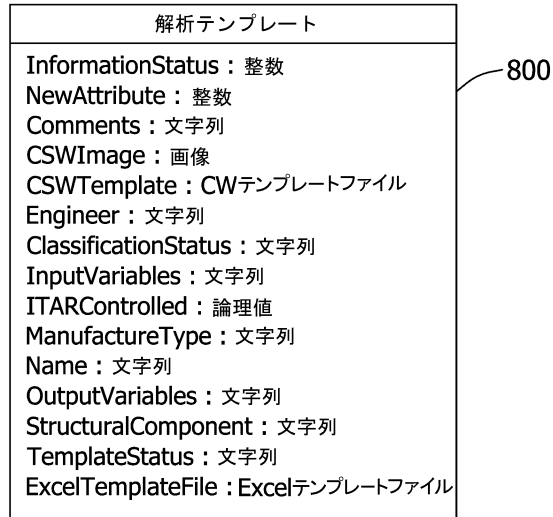 解析テンプレート
800
InformationStatus : 整数
NewAttribute : 整数
Comments : 文字列
CSWImage : 画像
CSWTemplate : CWテンプレートファイル
Engineer : 文字列
ClassificationStatus : 文字列
InputVariables : 文字列
ITARControlled : 論理値
ManufactureType : 文字列
Name : 文字列
OutputVariables : 文字列
StructuralComponent : 文字列
TemplateStatus : 文字列
ExcelTemplateFile : Excelテンプレートファイル